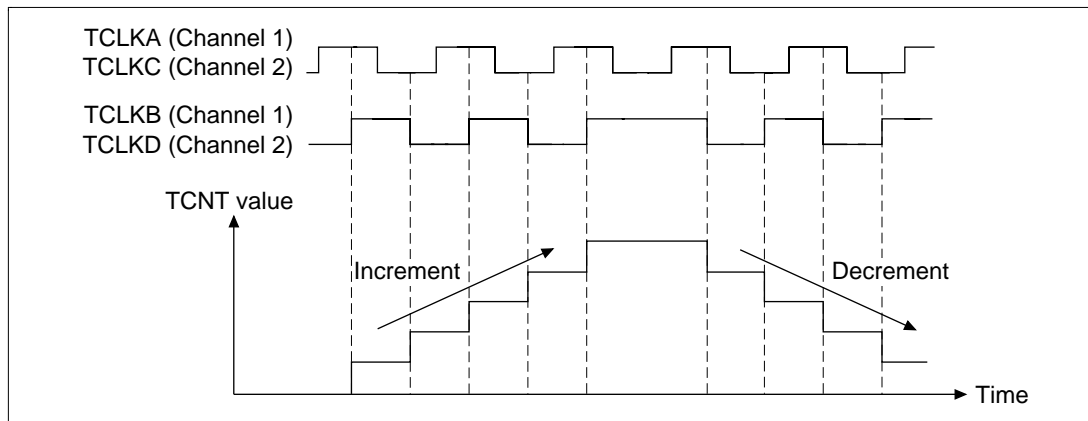 TCLKA (Channel 1)
TCLKC (Channel 2)
TCLKB (Channel 1)
TCLKD (Channel 2)
TCNT value
Increment
Decrement
Time